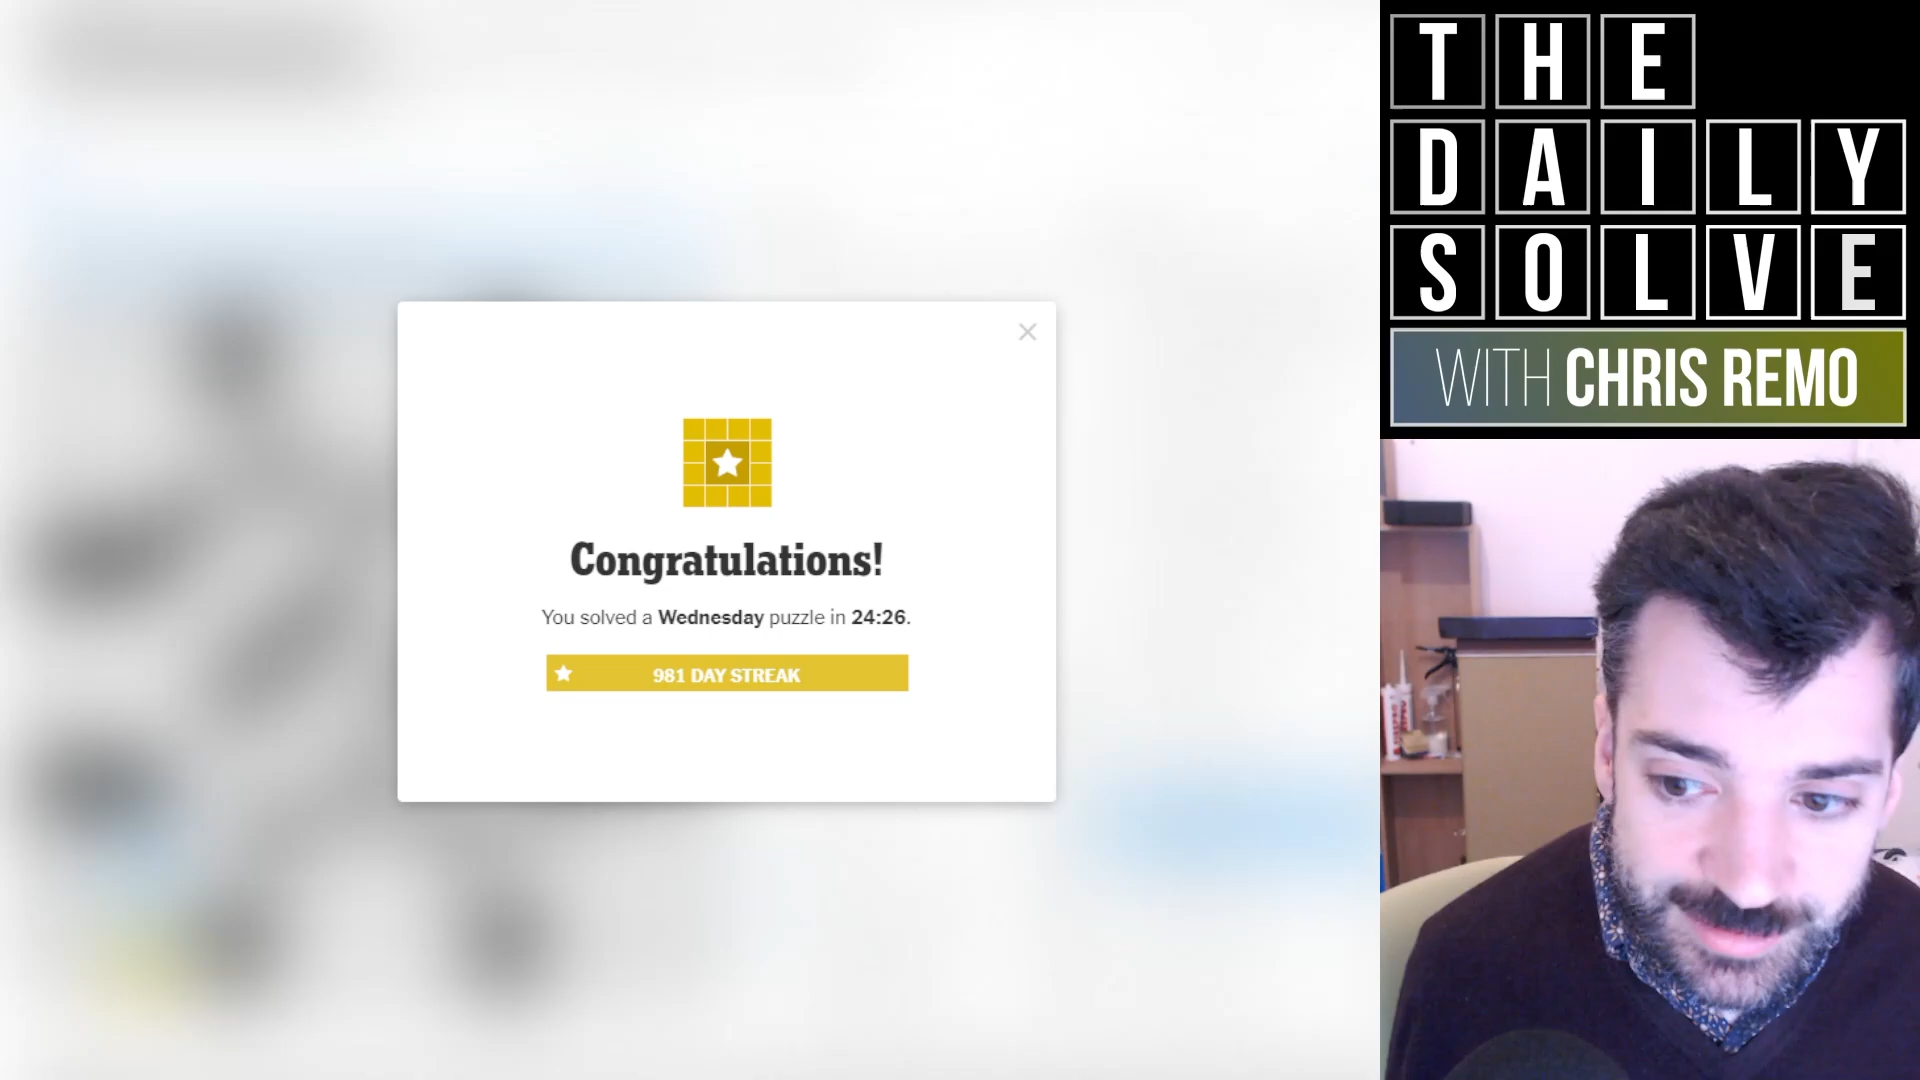 THE
DAILY
SOLVE
WITH CHRIS REMO
Congratulations!
You solved a Wednesday puzzle in 24:26.
981 DAY STREAK